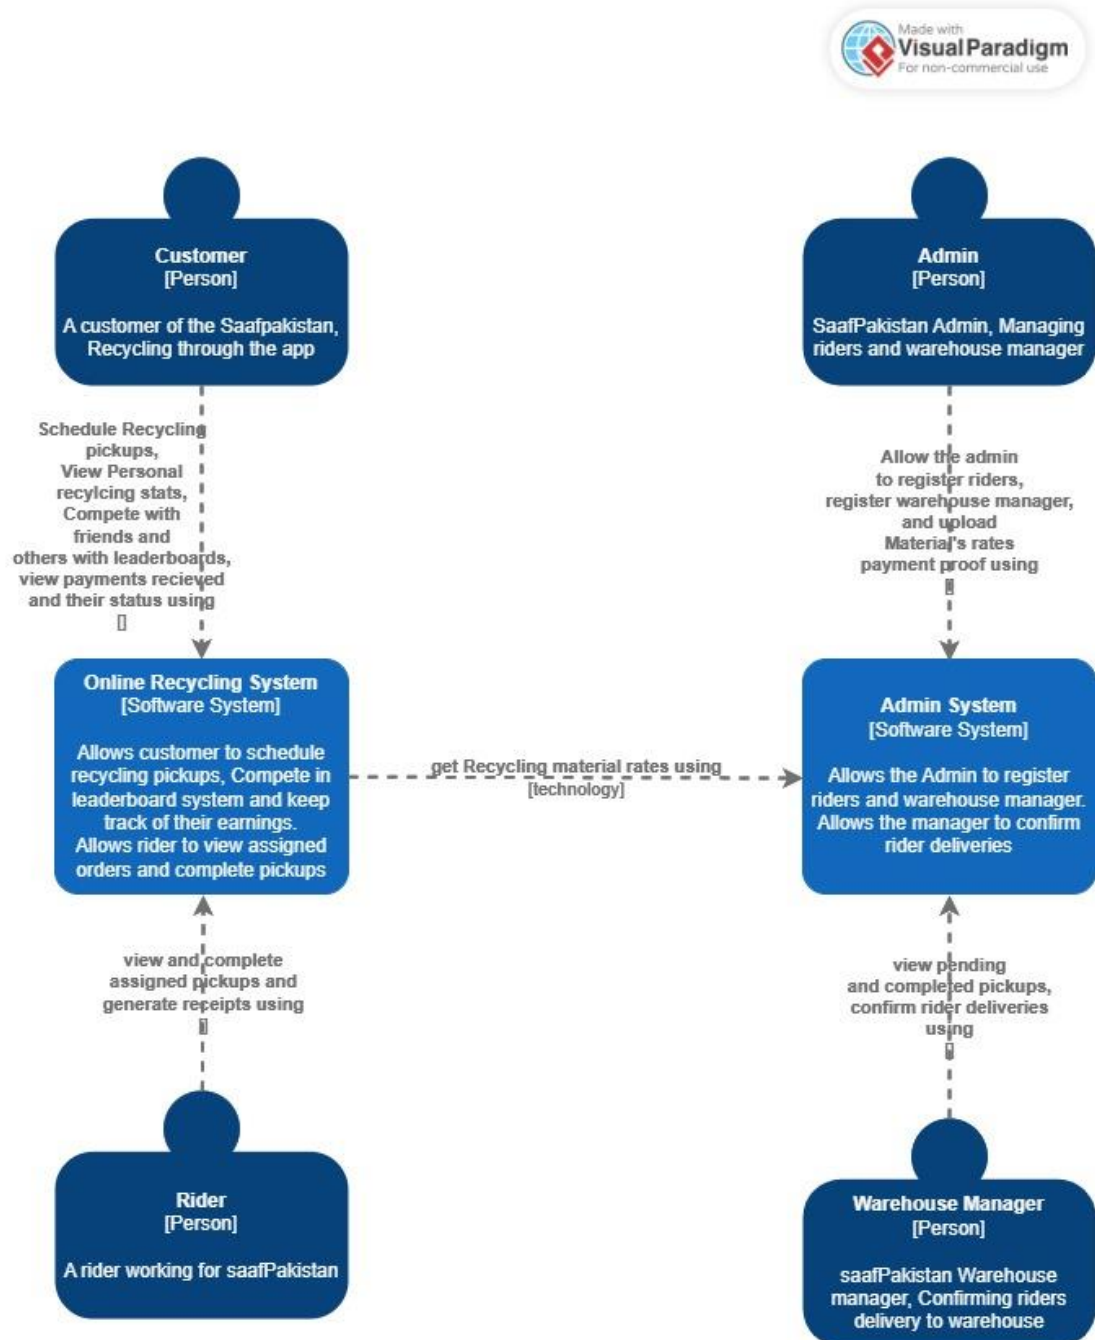 Made with
Visual Paradigm
For non-commercial use
Customer
[Person]
A customer of the Saafpakistan,
Recycling through the app
Admin
[Person]
SaafPakistan Admin, Managing
riders and warehouse manager
Schedule Recycling
pickups,
View Personal
recylcing stats,
Compete with
friends and
others with leaderboards,
view payments recieved
and their status using
[]
Allow the admin
to register riders,
register warehouse manager,
and upload
Material's rates
payment proof using
[]
Online Recycling System
[Software System]
Allows customer to schedule
recycling pickups, Compete in
leaderboard system and keep
track of their earnings.
Allows rider to view assigned
orders and complete pickups
get Recycling material rates using
[technology]
Admin System
[Software System]
Allows the Admin to register
riders and warehouse manager.
Allows the manager to confirm
rider deliveries
view and complete
assigned pickups and
generate receipts using
[]
view pending
and completed pickups,
confirm rider deliveries
using
[]
Rider
[Person]
A rider working for saafPakistan
Warehouse Manager
[Person]
saafPakistan Warehouse
manager, Confirming riders
delivery to warehouse